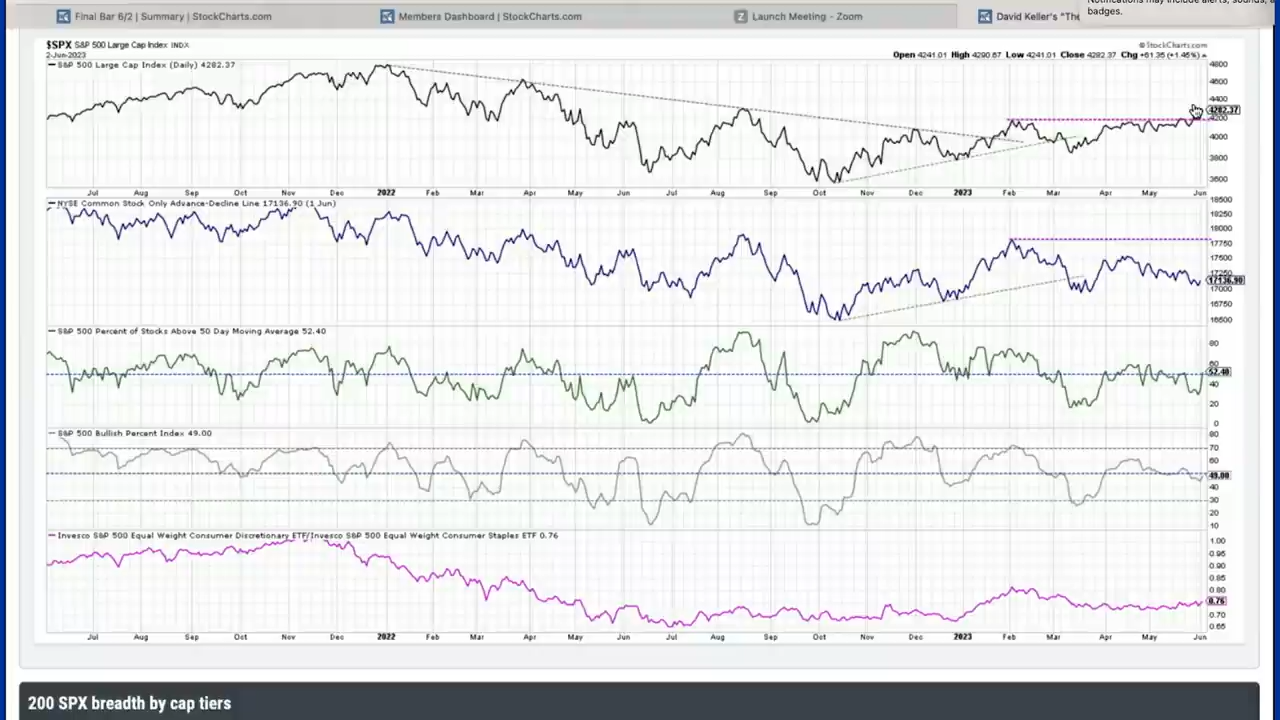 Notifications may include alerts, sounds, a
badges.
Final Bar 6/2 | Summary | StockCharts.com
Members Dashboard | StockCharts.com
Launch Meeting - Zoom
David Keller's "The
$SPX S&P 500 Large Cap Index INDX
© StockCharts.com
2-Jun-2023
Open 4241.01 High 4290.67 Low 4241.01 Close 4282.37 Chg +61.35 (+1.45%)
S&P 500 Large Cap Index (Daily) 4282.37
4800
4600
4400
4282.37
4200
4000
3800
3600
Jul Aug Sep Oct Nov Dec 2022 Feb Mar Apr May Jun Jul Aug Sep Oct Nov Dec 2023 Feb Mar Apr May Jun
NYSE Common Stock Only Advance-Decline Line 17136.90 (1 Jun)
18500
18250
18000
17750
17500
17250
17136.90
17000
16750
16500
S&P 500 Percent of Stocks Above 50 Day Moving Average 52.40
80
60
52.40
40
20
0
S&P 500 Bullish Percent Index 49.00
80
70
60
49.00
40
30
20
10
Invesco S&P 500 Equal Weight Consumer Discretionary ETF/Invesco S&P 500 Equal Weight Consumer Staples ETF 0.76
1.00
0.95
0.90
0.85
0.80
0.76
0.70
0.65
Jul Aug Sep Oct Nov Dec 2022 Feb Mar Apr May Jun Jul Aug Sep Oct Nov Dec 2023 Feb Mar Apr May Jun
200 SPX breadth by cap tiers